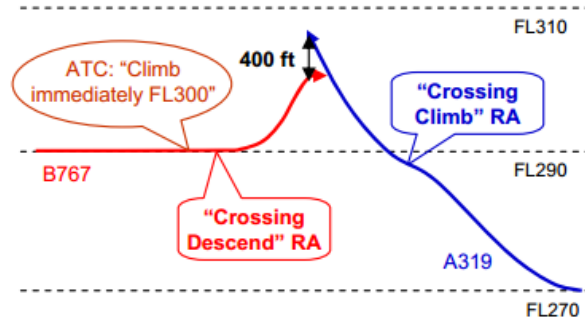 FL310
400 ft
ATC: “Climb
immediately FL300”
“Crossing
Climb” RA
B767
FL290
“Crossing
Descend” RA
A319
FL270